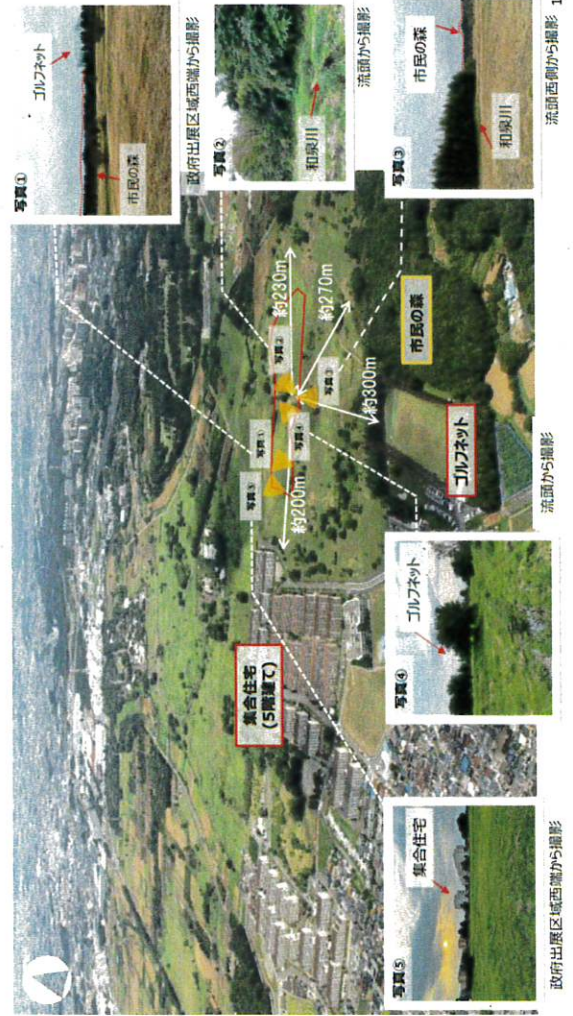 写真①
ゴルフネット
市民の森
政府出展区域西端から撮影
写真②
和泉川
流頭から撮影
写真③
市民の森
和泉川
流頭西側から撮影
1
約230m
約270m
約300m
約200m
写真②
写真③
写真①
写真④
写真⑤
市民の森
ゴルフネット
集合住宅
(5階建て)
写真④
ゴルフネット
流頭から撮影
写真⑤
集合住宅
政府出展区域西端から撮影